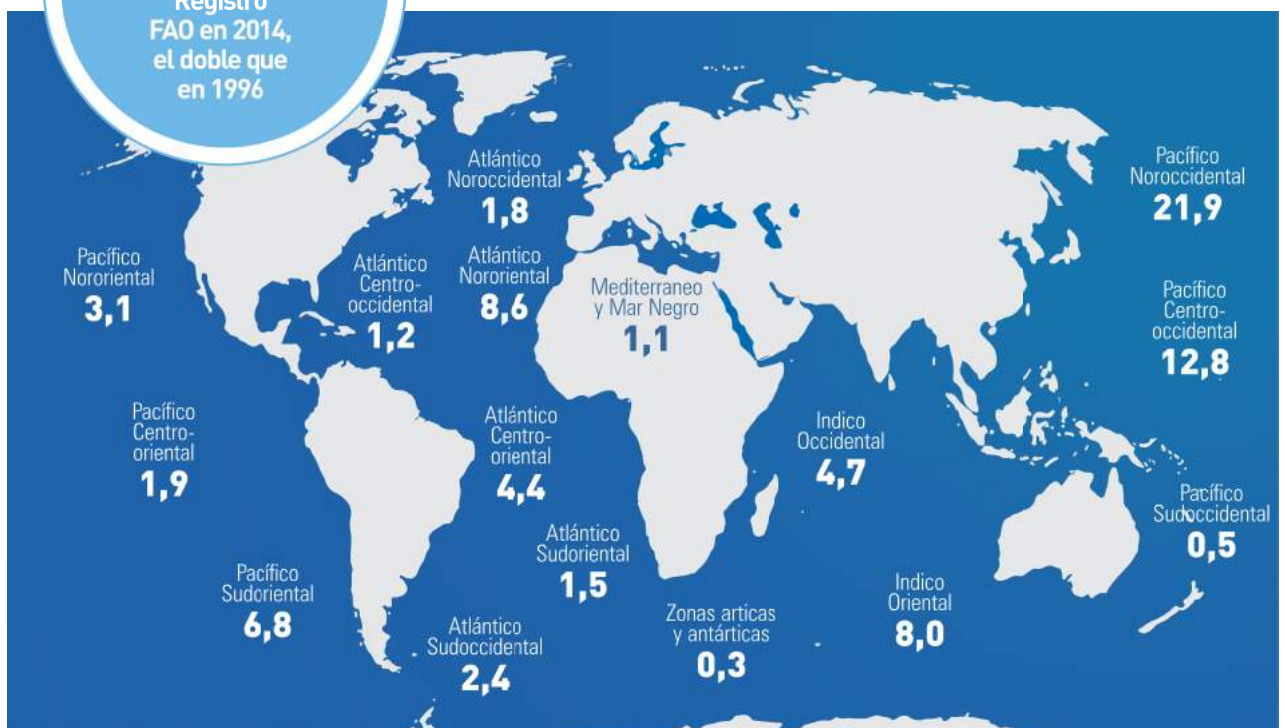 Registro
FAO en 2014,
el doble que
en 1996
Atlántico
Noroccidental
1,8
Pacífico
Noroccidental
21,9
Pacífico
Nororiental
3,1
Atlántico
Centro-
occidental
1,2
Atlántico
Nororiental
8,6
Mediterraneo
y Mar Negro
1,1
Pacífico
Centro-
occidental
12,8
Pacífico
Centro-
oriental
1,9
Atlántico
Centro-
oriental
4,4
Indico
Occidental
4,7
Pacífico
Sudoccidental
0,5
Atlántico
Sudoriental
1,5
Pacífico
Sudoriental
6,8
Indico
Oriental
8,0
Atlántico
Sudoccidental
2,4
Zonas articas
y antárticas
0,3